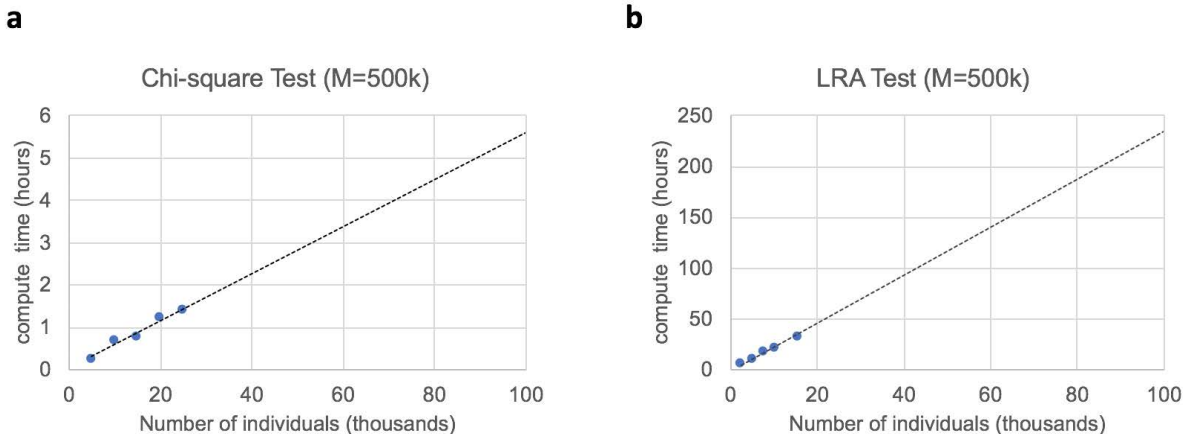 a
Chi-square Test (M=500k)
compute time (hours)
6
5
4
3
2
1
0
0 20 40 60 80 100
Number of individuals (thousands)
b
LRA Test (M=500k)
compute time (hours)
250
200
150
100
50
0
0 20 40 60 80 100
Number of individuals (thousands)